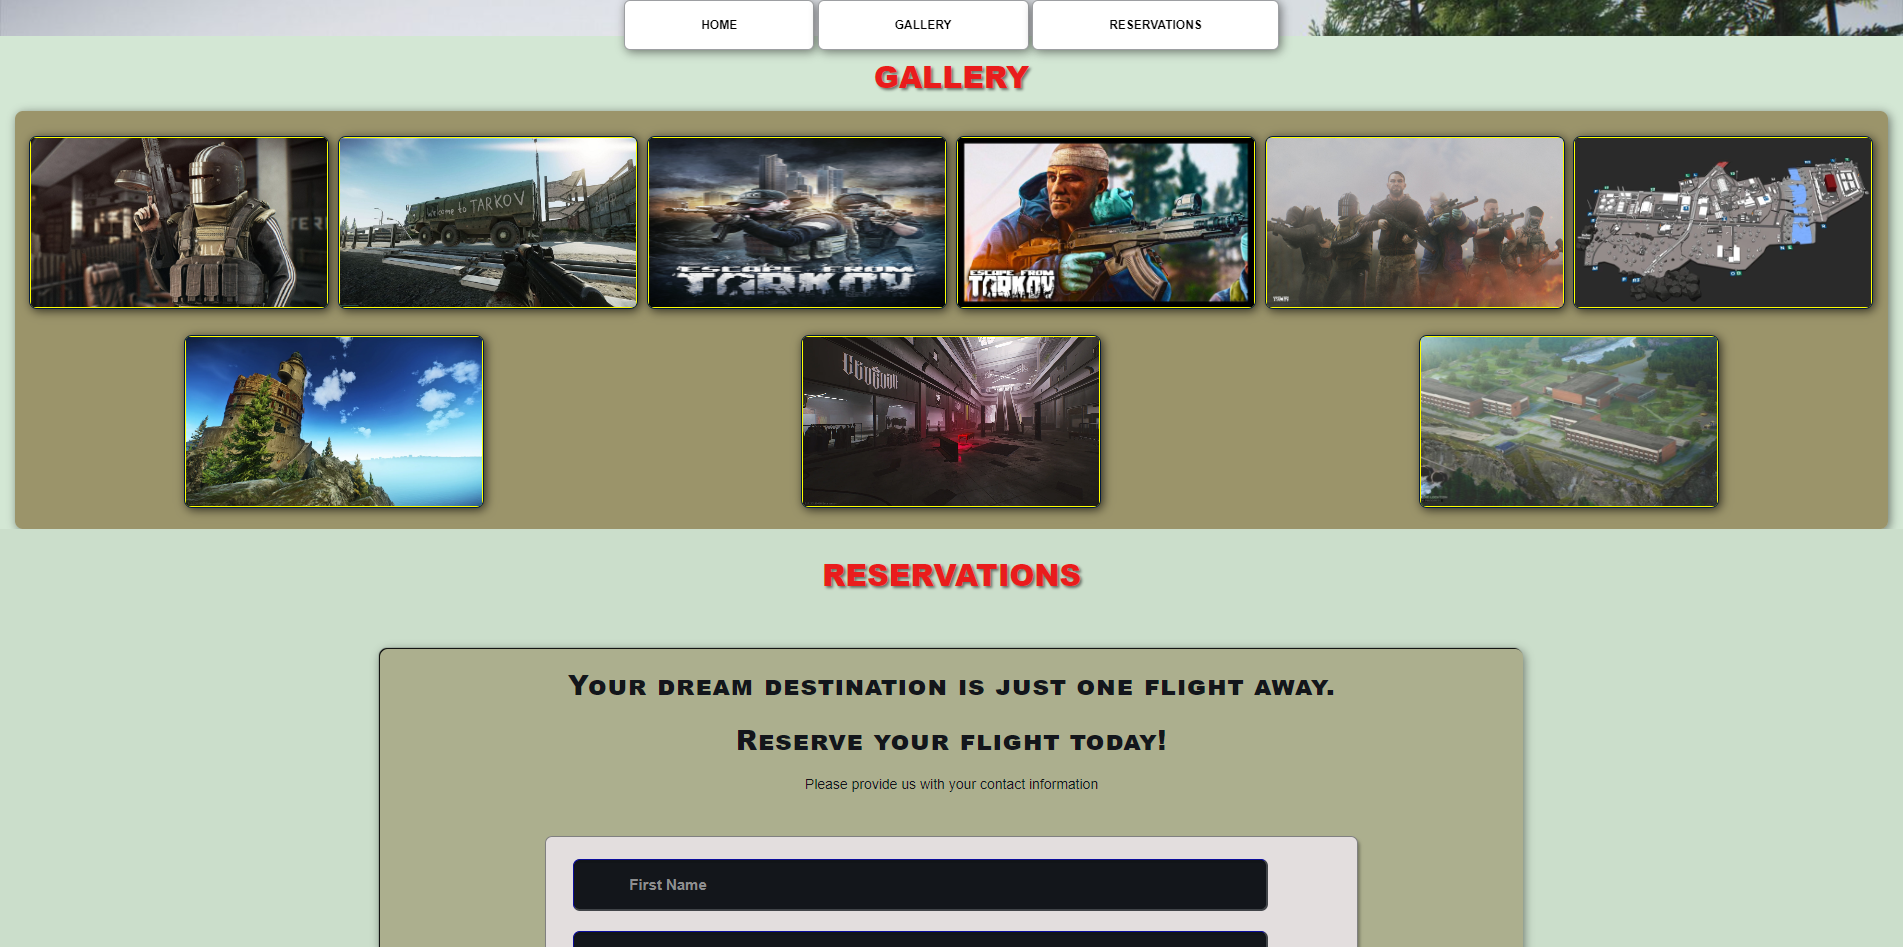 HOME
GALLERY
RESERVATIONS
GALLERY
Welcome to TARKOV
ESCAPE FROM
TARKOV
ESCAPE FROM
TARKOV
RESERVATIONS
Your dream destination is just one flight away.
Reserve your flight today!
Please provide us with your contact information
First Name